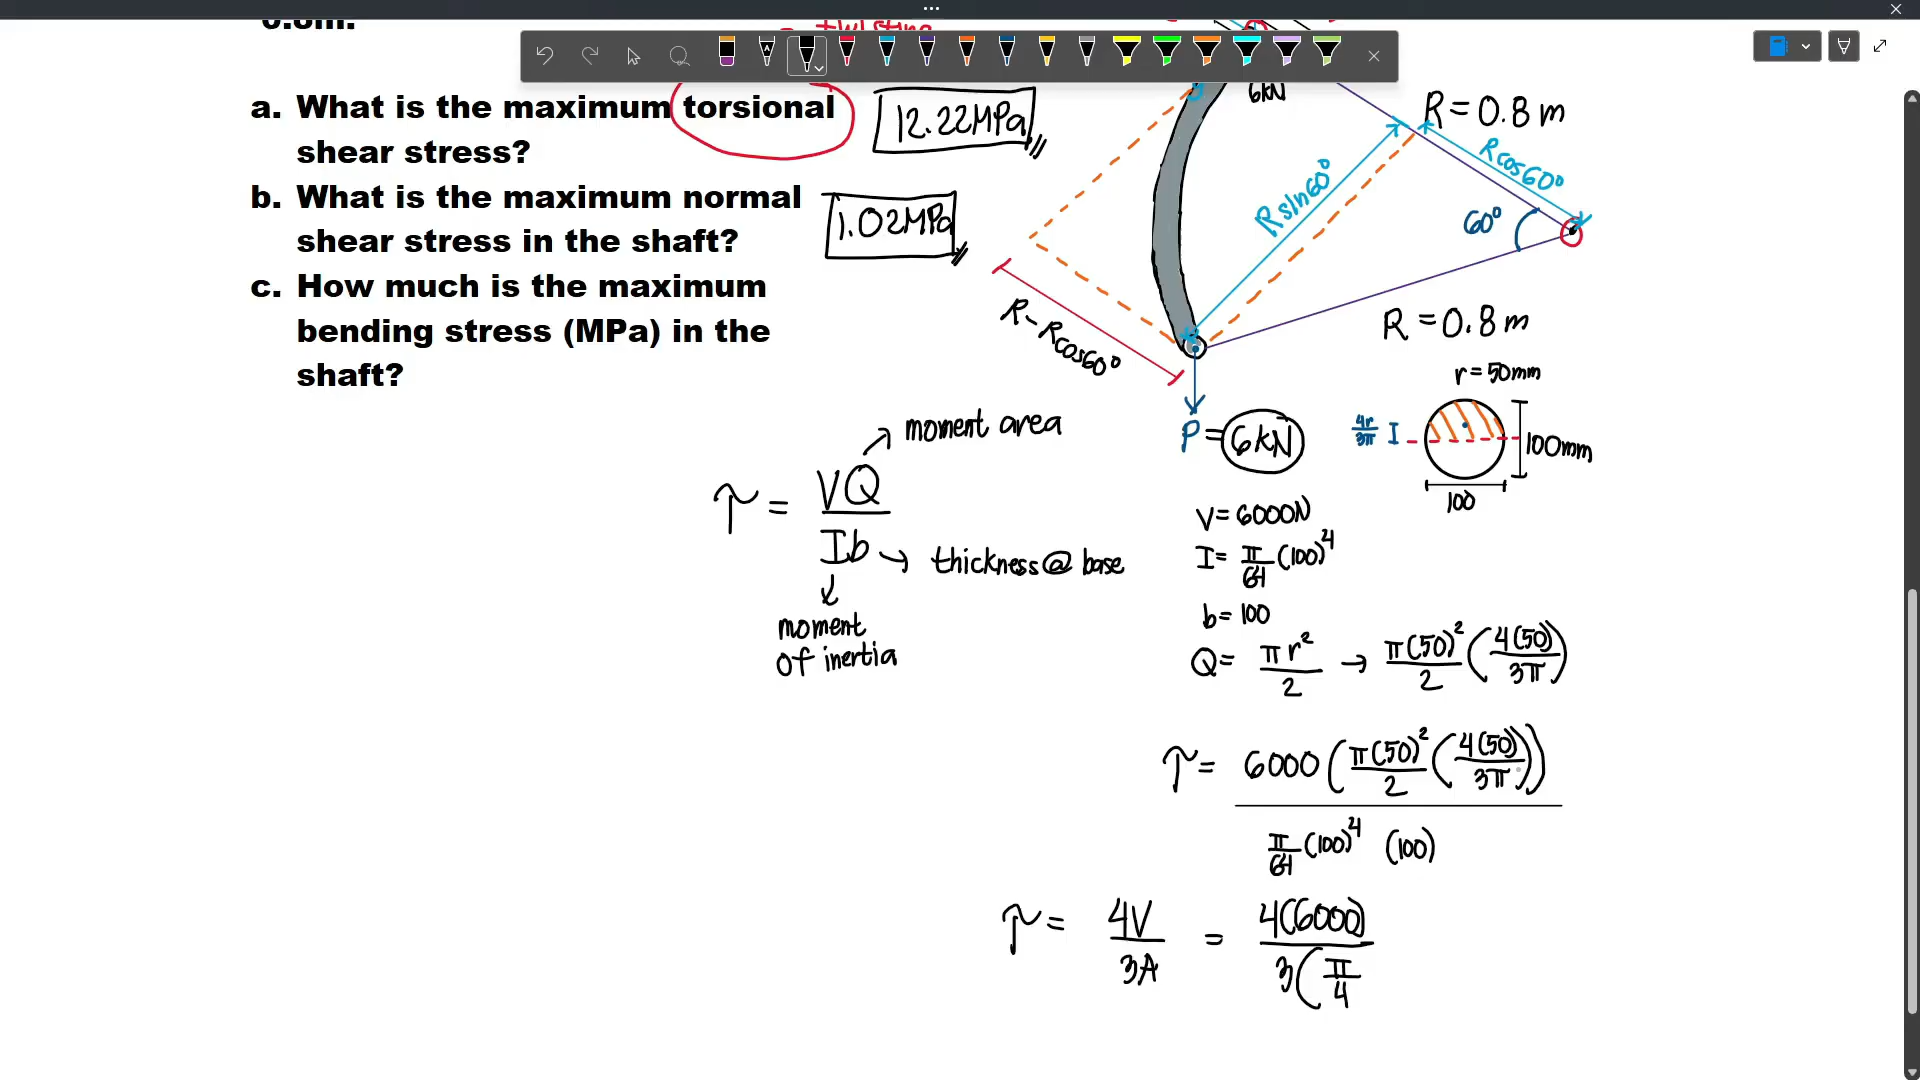 0.8m.
twisting
a. What is the maximum torsional
shear stress?
12.22MPa
b. What is the maximum normal
shear stress in the shaft?
1.02MPa
c. How much is the maximum
bending stress (MPa) in the
shaft?
6kN
R = 0.8 m
Rcos60°
Rsin60°
60°
R-Rcos60°
R = 0.8 m
P = 6kN
r = 50mm
4r/3π I
100mm
100
τ = VQ/Ib
moment area
thickness @ base
moment
of inertia
V = 6000N
I = π/64 (100)⁴
b = 100
Q = πr²/2 → π(50)²/2 (4(50)/3π)
τ = 6000 (π(50)²/2 (4(50)/3π))
π/64 (100)⁴ (100)
τ = 4V/3A = 4(6000)/3(π/4